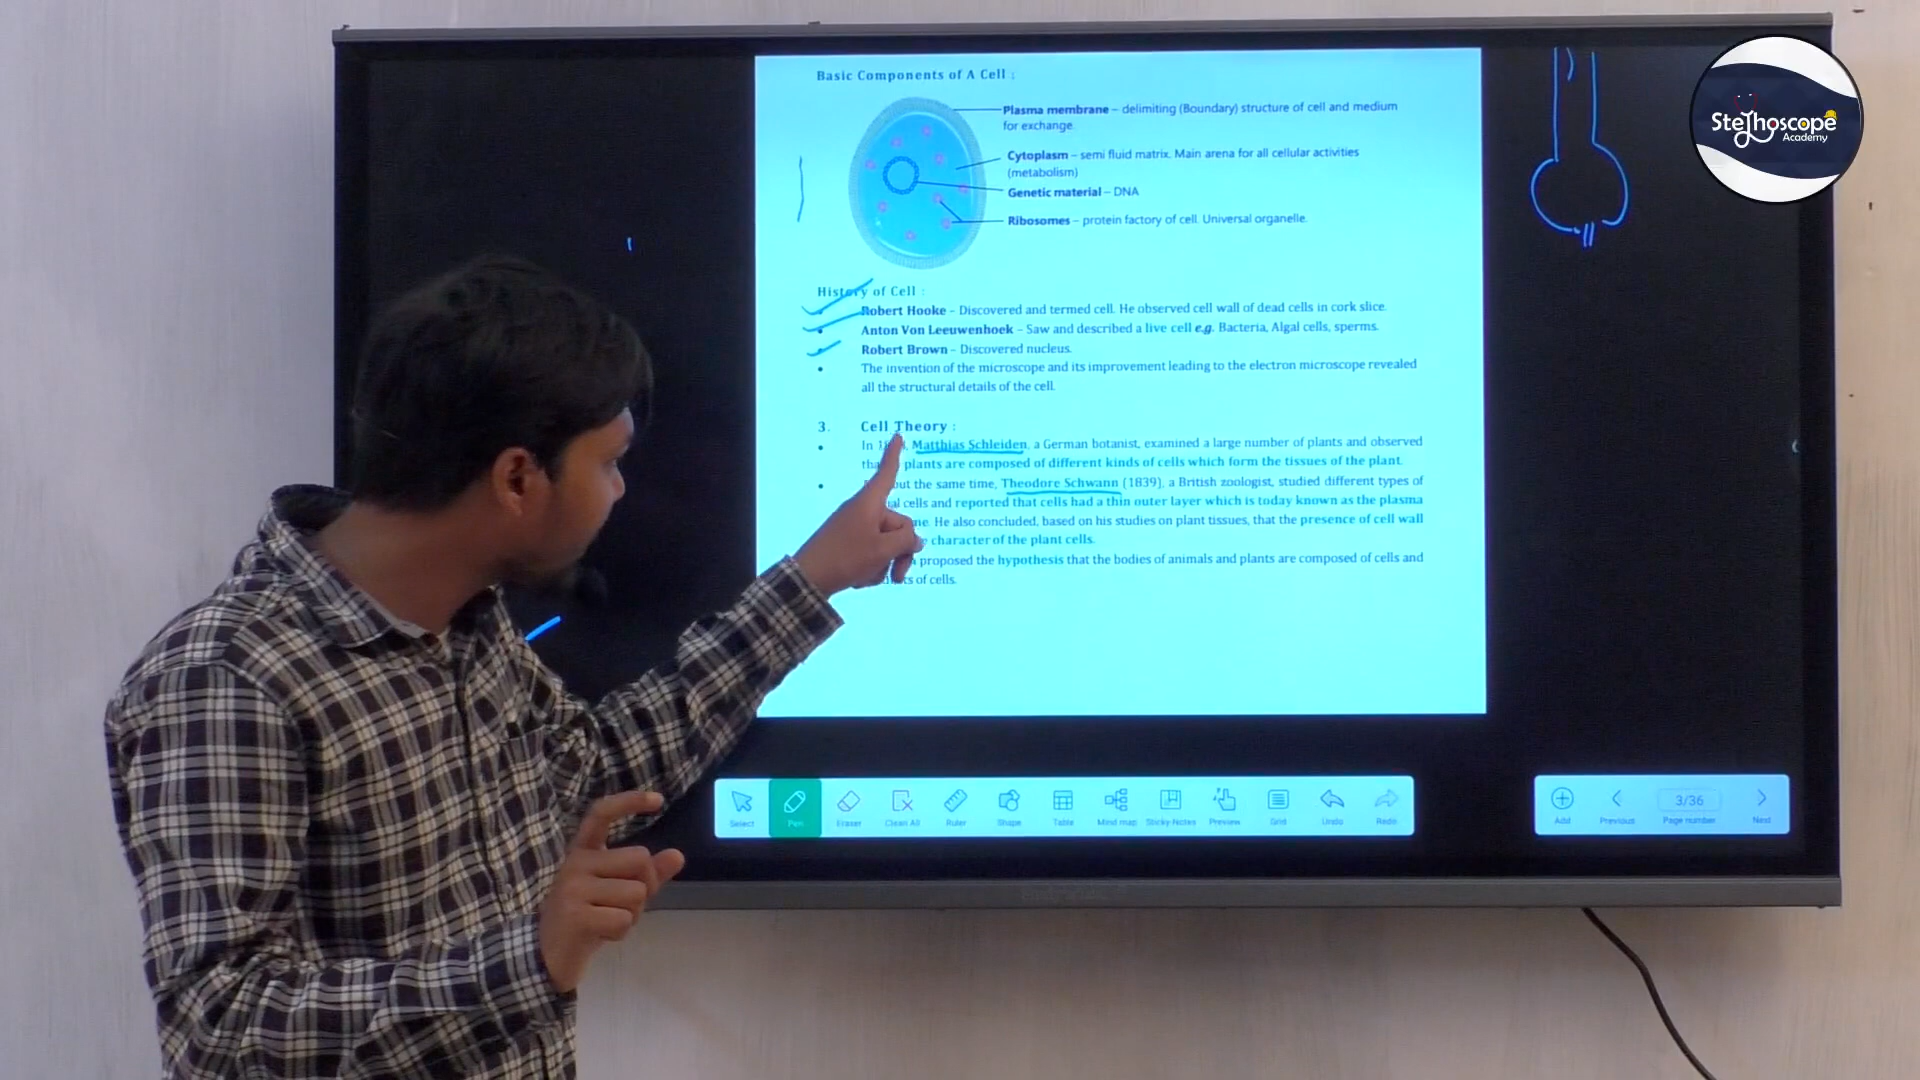 Basic Components of A Cell :
Plasma membrane – delimiting (Boundary) structure of cell and medium
for exchange.
Cytoplasm – semi fluid matrix. Main arena for all cellular activities
(metabolism)
Genetic material – DNA
Ribosomes – protein factory of cell. Universal organelle.
History of Cell :
Robert Hooke – Discovered and termed cell. He observed cell wall of dead cells in cork slice.
Anton Von Leeuwenhoek – Saw and described a live cell e.g. Bacteria, Algal cells, sperms.
Robert Brown – Discovered nucleus.
• The invention of the microscope and its improvement leading to the electron microscope revealed
all the structural details of the cell.
3. Cell Theory :
• In Matthias Schleiden, a German botanist, examined a large number of plants and observed
plants are composed of different kinds of cells which form the tissues of the plant.
• the same time, Theodore Schwann (1839), a British zoologist, studied different types of
cells and reported that cells had a thin outer layer which is today known as the plasma
He also concluded, based on his studies on plant tissues, that the presence of cell wall
character of the plant cells.
proposed the hypothesis that the bodies of animals and plants are composed of cells and
of cells.
Stethoscope
Academy
Select Pen Eraser Clean All Ruler Shape Table Mind map Sticky Notes Preview Grid Undo Redo
3/36
Add Previous Page number Next